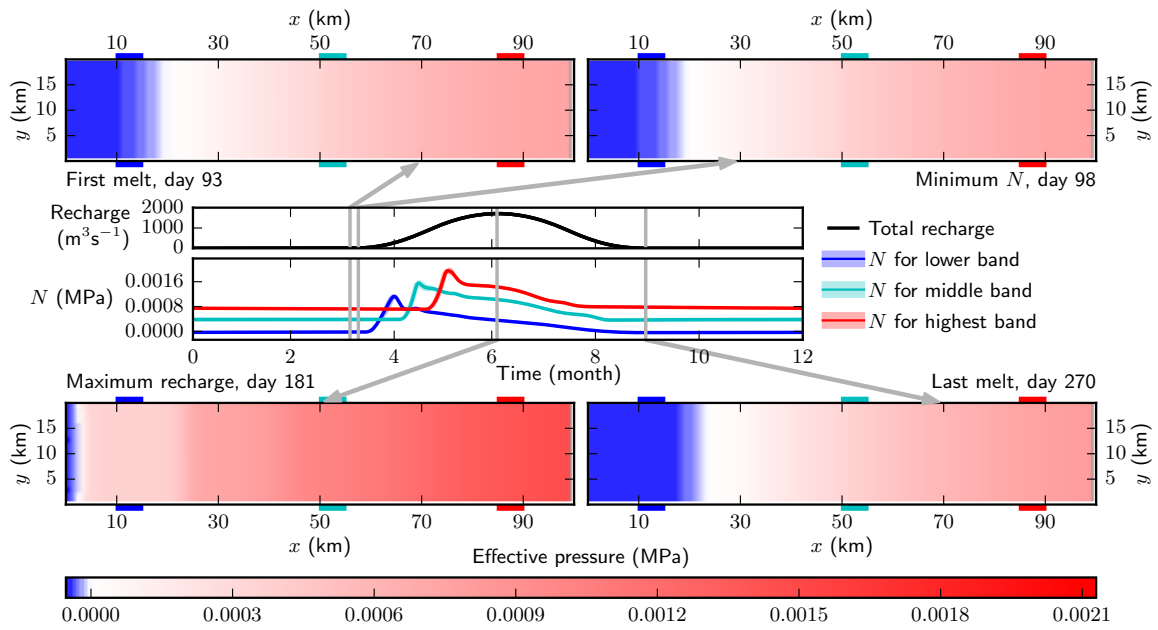 x (km)
x (km)
10 30 50 70 90
10 30 50 70 90
y (km)
15
10
5
15
10
5
y (km)
First melt, day 93
Minimum N, day 98
Recharge
(m³s⁻¹)
2000
1000
0
N (MPa)
0.0016
0.0008
0.0000
0 2 4 6 8 10 12
Time (month)
Total recharge
N for lower band
N for middle band
N for highest band
Maximum recharge, day 181
Last melt, day 270
y (km)
15
10
5
15
10
5
y (km)
10 30 50 70 90
10 30 50 70 90
x (km)
x (km)
Effective pressure (MPa)
0.0000 0.0003 0.0006 0.0009 0.0012 0.0015 0.0018 0.0021